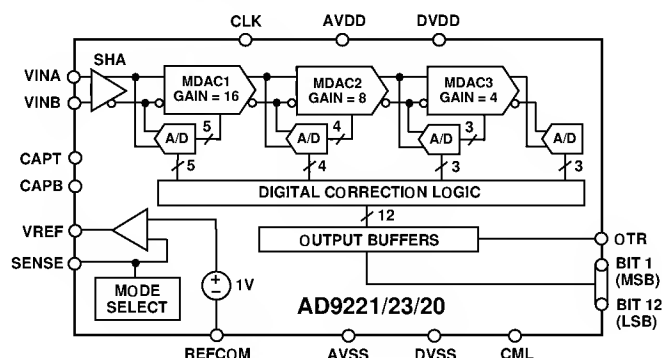 CLK AVDD DVDD
SHA
VINA
VINB
MDAC1
GAIN = 16
MDAC2
GAIN = 8
MDAC3
GAIN = 4
A/D 5 A/D 4 A/D 3 A/D
5 4 3 3
CAPT
CAPB
DIGITAL CORRECTION LOGIC
12
VREF
OUTPUT BUFFERS
OTR
SENSE
BIT 1
(MSB)
MODE
SELECT
+
–
1V
AD9221/23/20
BIT 12
(LSB)
REFCOM AVSS DVSS CML